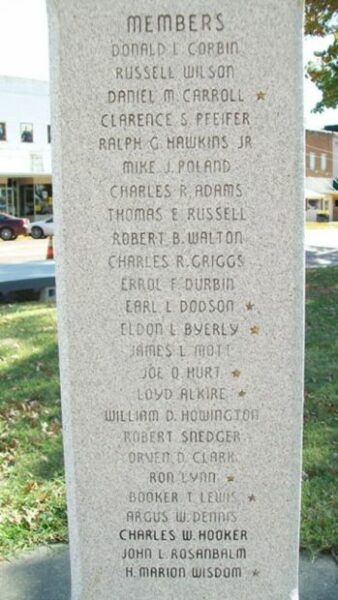 MEMBERS
DONALD L. CORBIN
RUSSELL WILSON
DANIEL M. CARROLL ★
CLARENCE S. PFEIFER
RALPH G. HAWKINS JR.
MIKE J. POLAND
CHARLES R. ADAMS
THOMAS E. RUSSELL
ROBERT B. WALTON
CHARLES R. GRIGGS
ERROL F. DURBIN
EARL L. DODSON ★
ELDON L. BYERLY ★
JAMES L. MOTT
JOE O. HURT ★
LOYD ALKIRE ★
WILLIAM D. HOWINGTON
ROBERT SNEDGER
ORVEN D. CLARK
RON LYNN ★
BOOKER T. LEWIS ★
ARGUS W. DENNIS
CHARLES W. HOOKER
JOHN L. ROSANBALM
H. MARION WISDOM ★